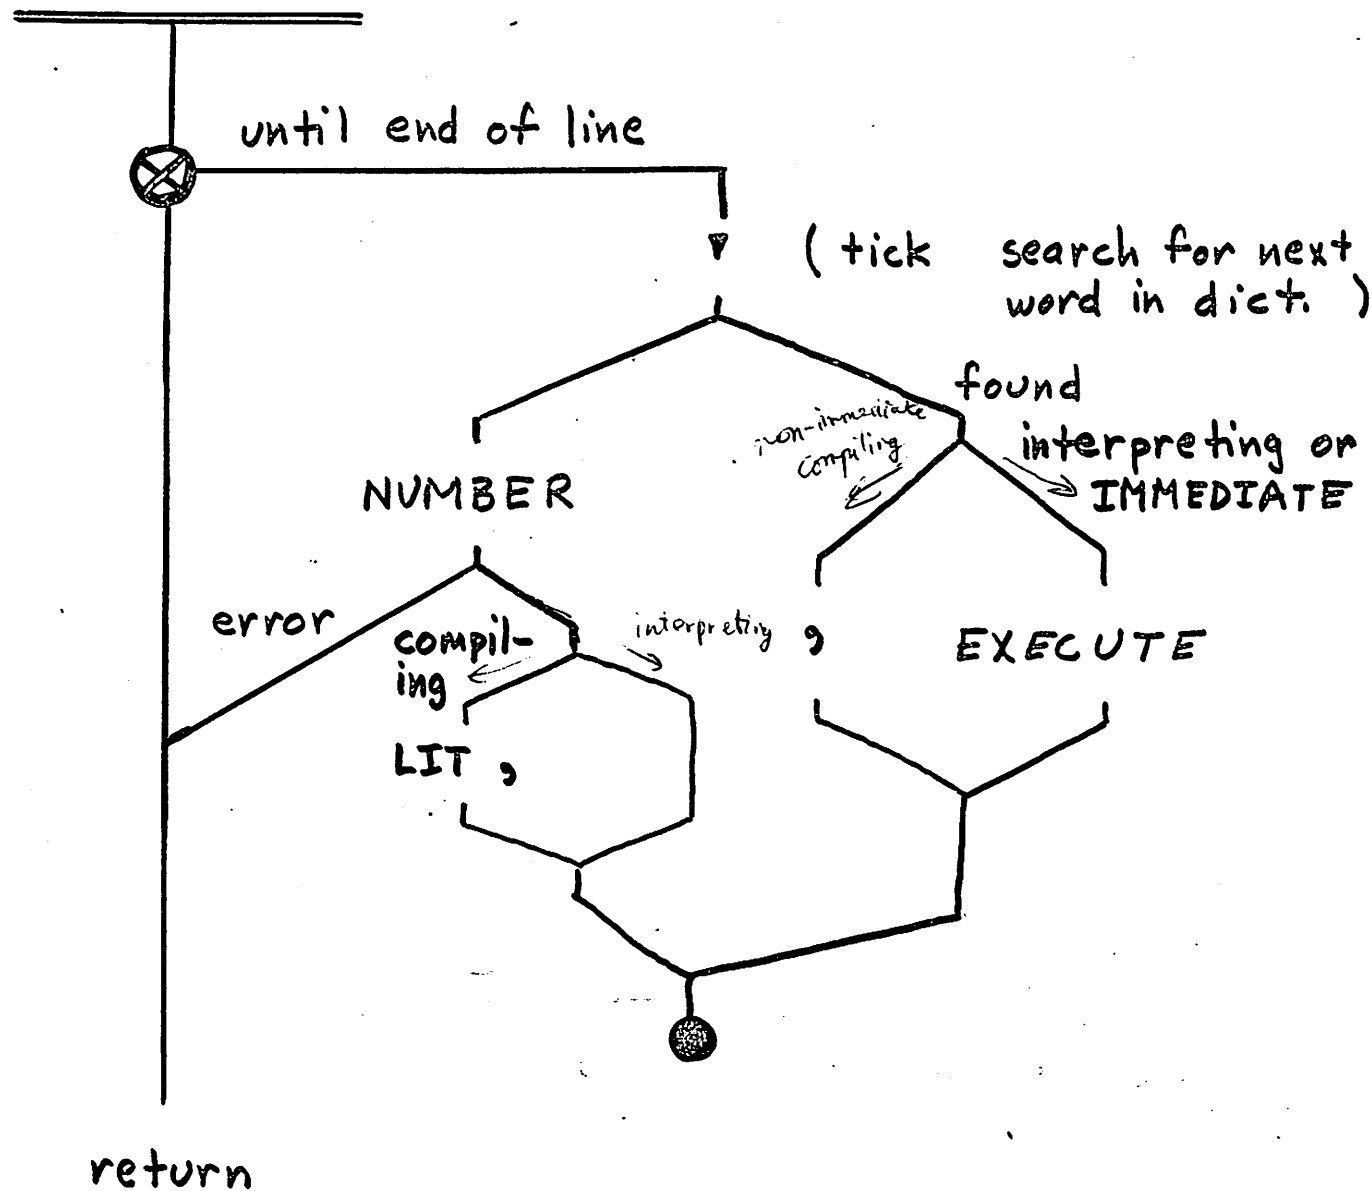 until end of line
( tick search for next
word in dict. )
found
non-immediate
compiling
interpreting or
IMMEDIATE
NUMBER
error
compil-
ing
interpreting
,
EXECUTE
LIT ,
return